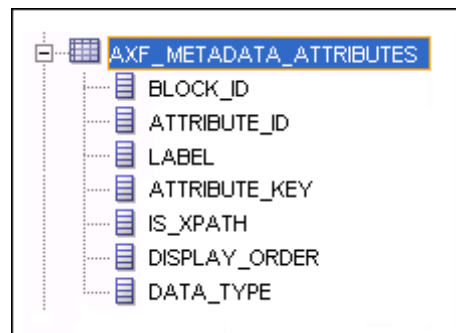 AXF_METADATA_ATTRIBUTES
BLOCK_ID
ATTRIBUTE_ID
LABEL
ATTRIBUTE_KEY
IS_XPATH
DISPLAY_ORDER
DATA_TYPE